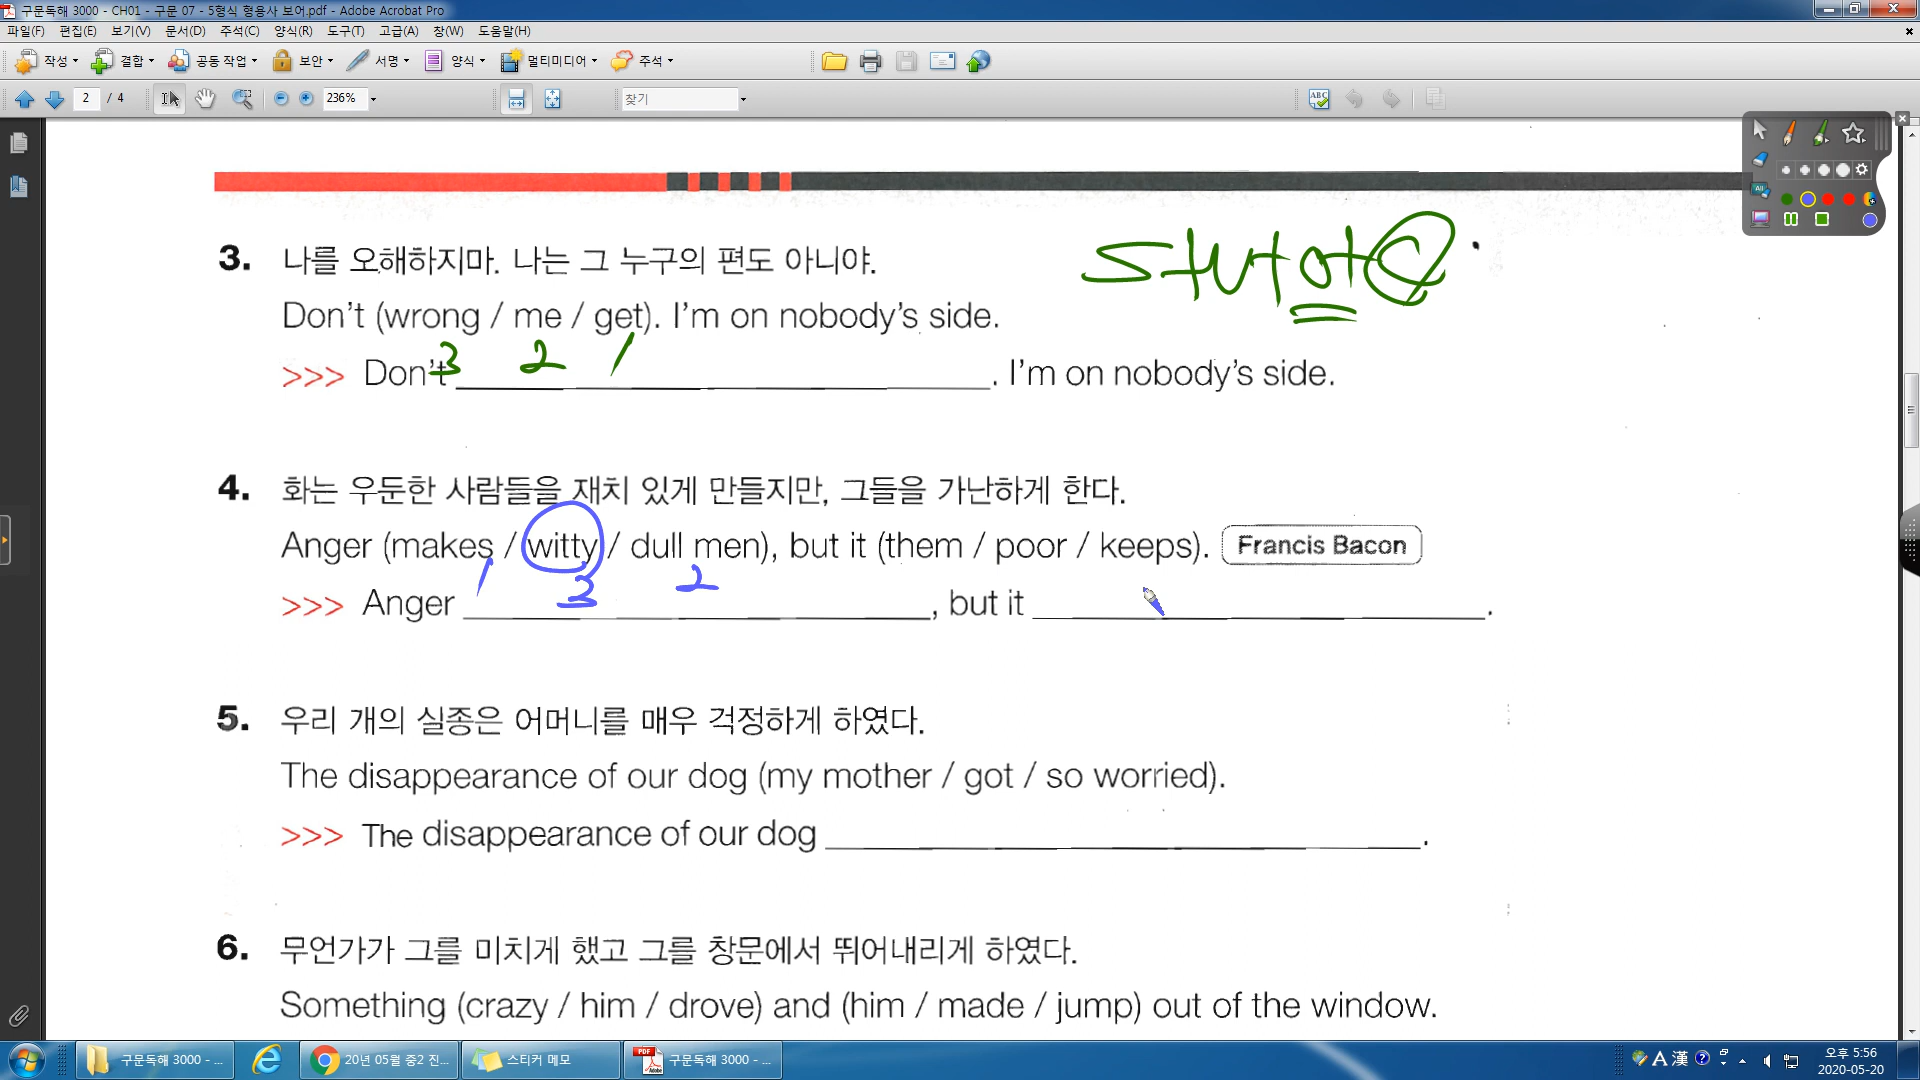 구문독해 3000 - CH01 - 구문 07 - 5형식 형용사 보어.pdf - Adobe Acrobat Pro
파일(F) 편집(E) 보기(V) 문서(D) 주석(C) 양식(R) 도구(T) 고급(A) 창(W) 도움말(H)
작성 결합 공동 작업 보안 서명 양식 멀티미디어 주석
2 / 4 236% 찾기
3. 나를 오해하지마. 나는 그 누구의 편도 아니야.
S+V+O+C
Don't (wrong / me / get). I'm on nobody's side.
3 2 1
>>> Don't ____. I'm on nobody's side.
4. 화는 우둔한 사람들을 재치 있게 만들지만, 그들을 가난하게 한다.
Anger (makes / witty / dull men), but it (them / poor / keeps). Francis Bacon
1 3 2
>>> Anger ____, but it ____.
5. 우리 개의 실종은 어머니를 매우 걱정하게 하였다.
The disappearance of our dog (my mother / got / so worried).
>>> The disappearance of our dog ____.
6. 무언가가 그를 미치게 했고 그를 창문에서 뛰어내리게 하였다.
Something (crazy / him / drove) and (him / made / jump) out of the window.
구문독해 3000 - ... 20년 05월 중2 진... 스티커 메모 구문독해 3000 - ... A 漢 오후 5:56
2020-05-20